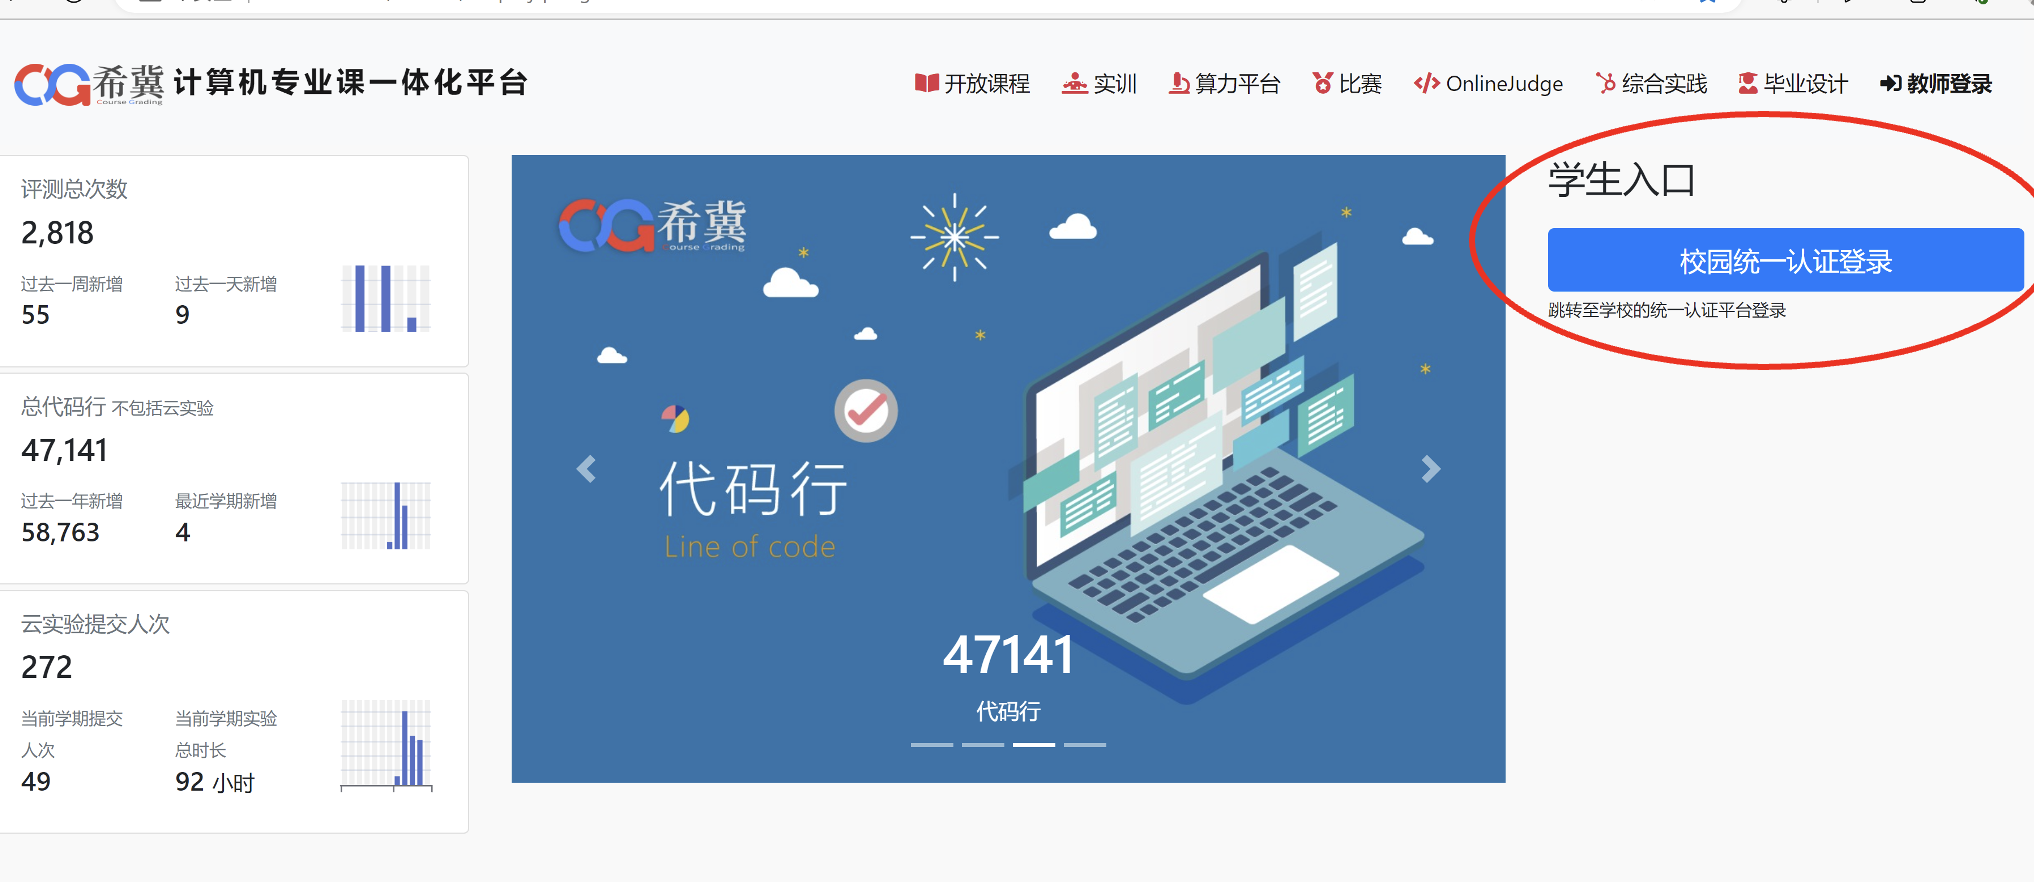 希冀 计算机专业课一体化平台
Course Grading
开放课程 实训 算力平台 比赛 OnlineJudge 综合实践 毕业设计 教师登录
评测总次数
2,818
过去一周新增 过去一天新增
55 9
总代码行 不包括云实验
47,141
过去一年新增 最近学期新增
58,763 4
云实验提交人次
272
当前学期提交人次 当前学期实验总时长
49 92 小时
希冀
Course Grading
代码行
Line of code
47141
代码行
学生入口
校园统一认证登录
跳转至学校的统一认证平台登录